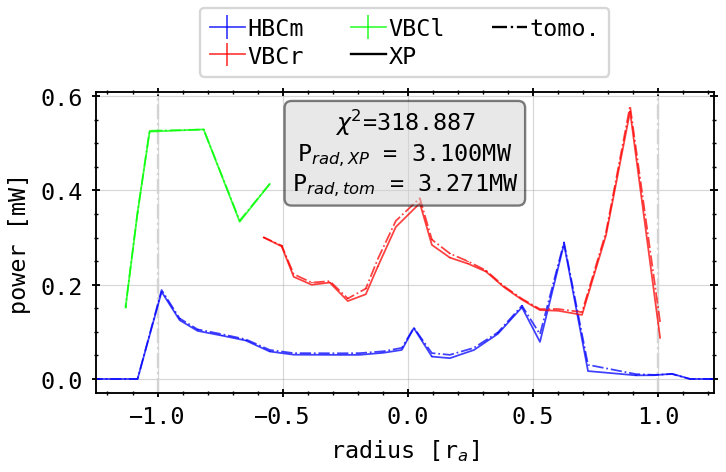 HBCm VBCl tomo.
VBCr XP
χ²=318.887
P_rad,XP = 3.100MW
P_rad,tom = 3.271MW
0.6
0.4
0.2
0.0
power [mW]
−1.0 −0.5 0.0 0.5 1.0
radius [r_a]